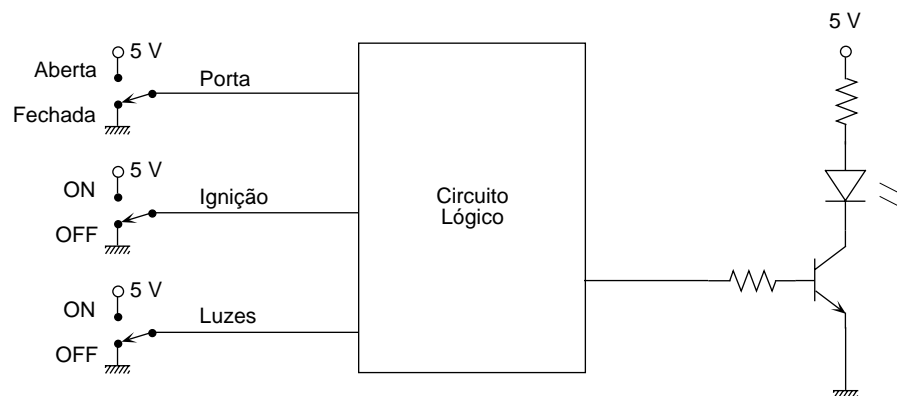 5 V
Aberta
Porta
Fechada
5 V
ON
Ignição
OFF
5 V
ON
Luzes
OFF
Circuito
Lógico
5 V